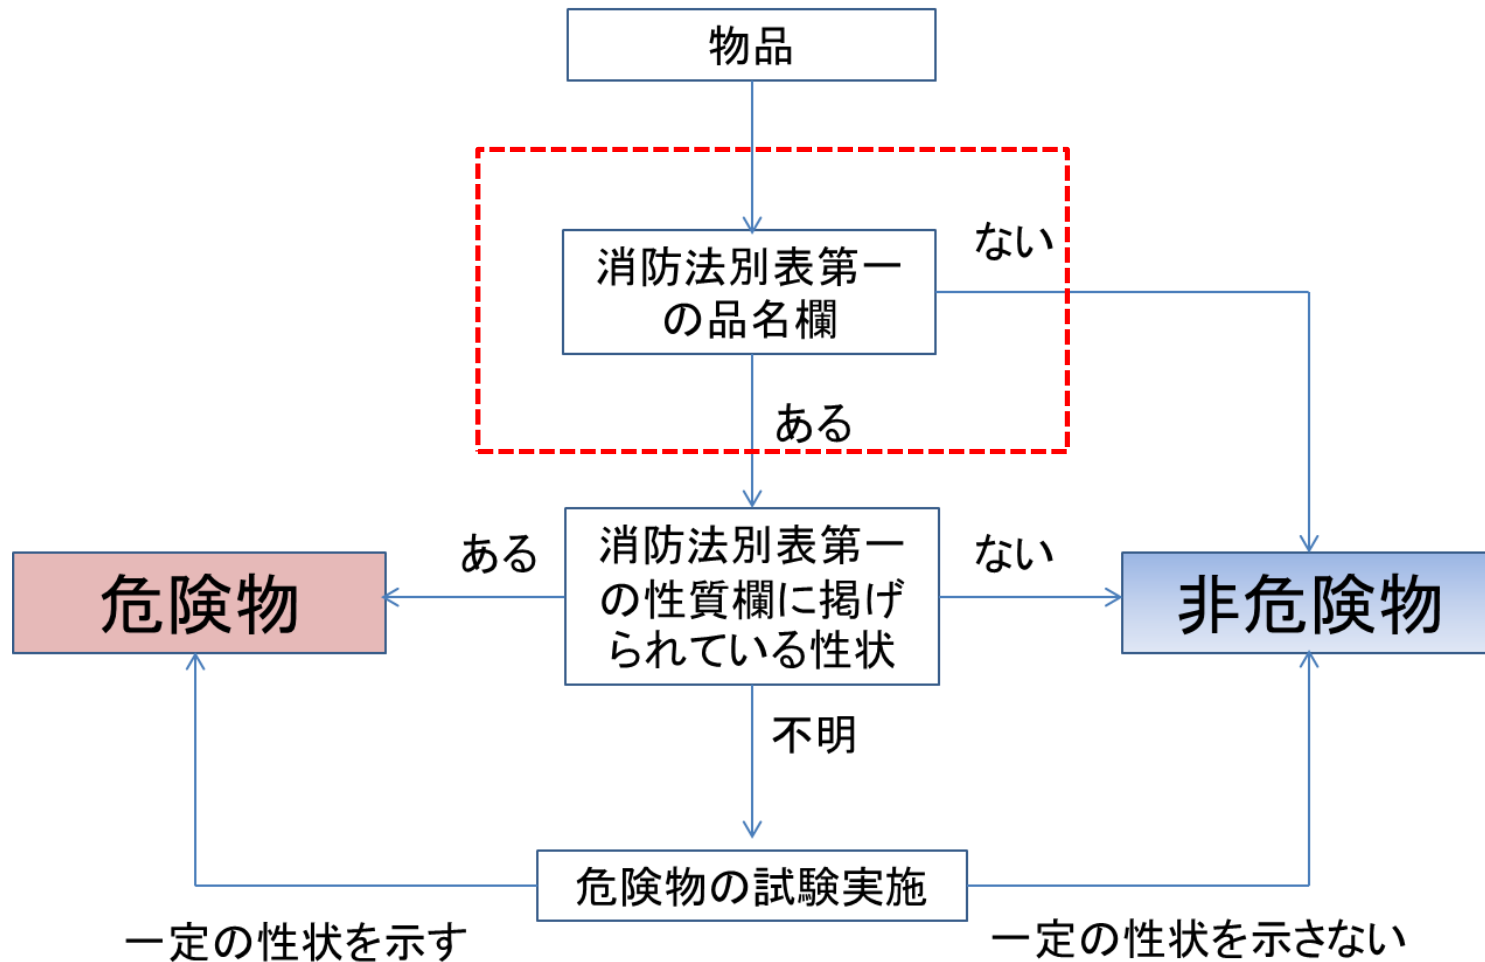 物品
消防法別表第一
の品名欄
ない
ある
消防法別表第一
の性質欄に掲げ
られている性状
ある
ない
危険物
非危険物
不明
危険物の試験実施
一定の性状を示す
一定の性状を示さない